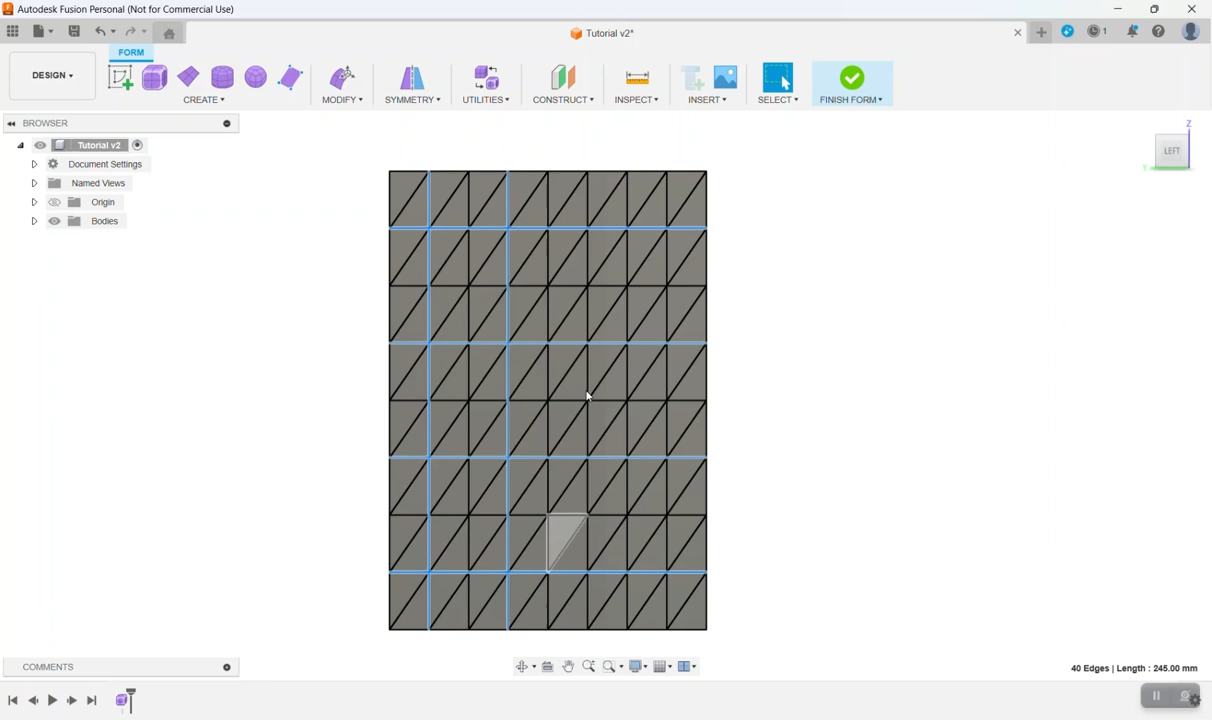 Autodesk Fusion Personal (Not for Commercial Use)
Tutorial v2*
1
FORM
DESIGN
CREATE
MODIFY
SYMMETRY
UTILITIES
CONSTRUCT
INSPECT
INSERT
SELECT
FINISH FORM
BROWSER
Tutorial v2
Document Settings
Named Views
Origin
Bodies
Z
LEFT
Y
COMMENTS
40 Edges | Length : 245.00 mm